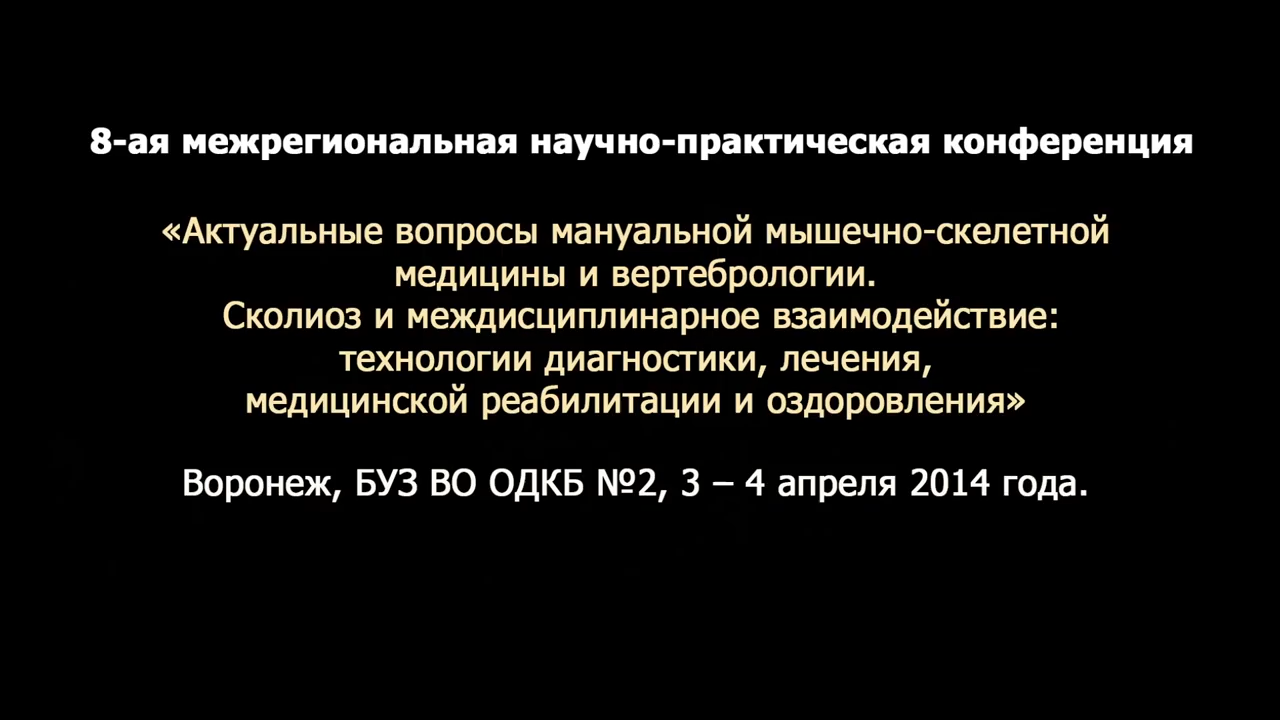 8-ая межрегиональная научно-практическая конференция
«Актуальные вопросы мануальной мышечно-скелетной
медицины и вертебрологии.
Сколиоз и междисциплинарное взаимодействие:
технологии диагностики, лечения,
медицинской реабилитации и оздоровления»
Воронеж, БУЗ ВО ОДКБ №2, 3 – 4 апреля 2014 года.